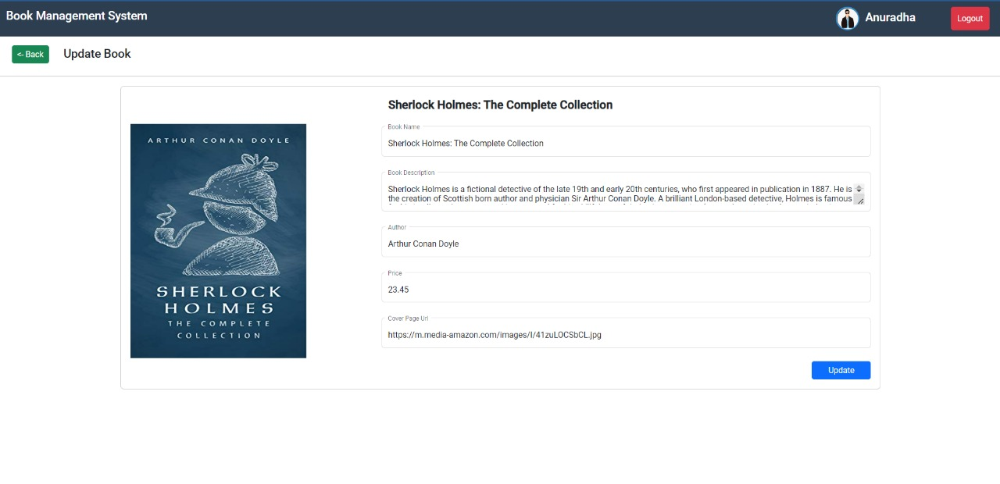 Book Management System
Anuradha
Logout
<- Back
Update Book
ARTHUR CONAN DOYLE
SHERLOCK
HOLMES
THE COMPLETE
COLLECTION
Sherlock Holmes: The Complete Collection
Book Name
Sherlock Holmes: The Complete Collection
Book Description
Sherlock Holmes is a fictional detective of the late 19th and early 20th centuries, who first appeared in publication in 1887. He is
the creation of Scottish born author and physician Sir Arthur Conan Doyle. A brilliant London-based detective, Holmes is famous
Author
Arthur Conan Doyle
Price
23.45
Cover Page Url
https://m.media-amazon.com/images/I/41zuLOCSbCL.jpg
Update